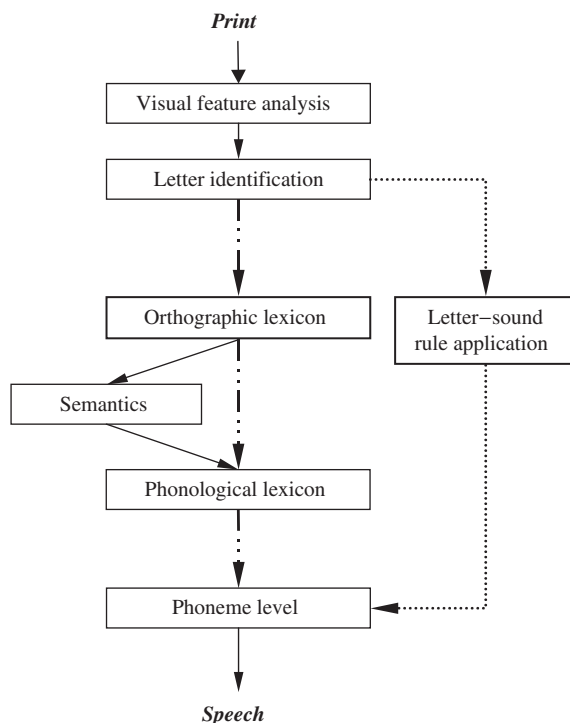 Print
Visual feature analysis
Letter identification
Orthographic lexicon
Letter–sound
rule application
Semantics
Phonological lexicon
Phoneme level
Speech